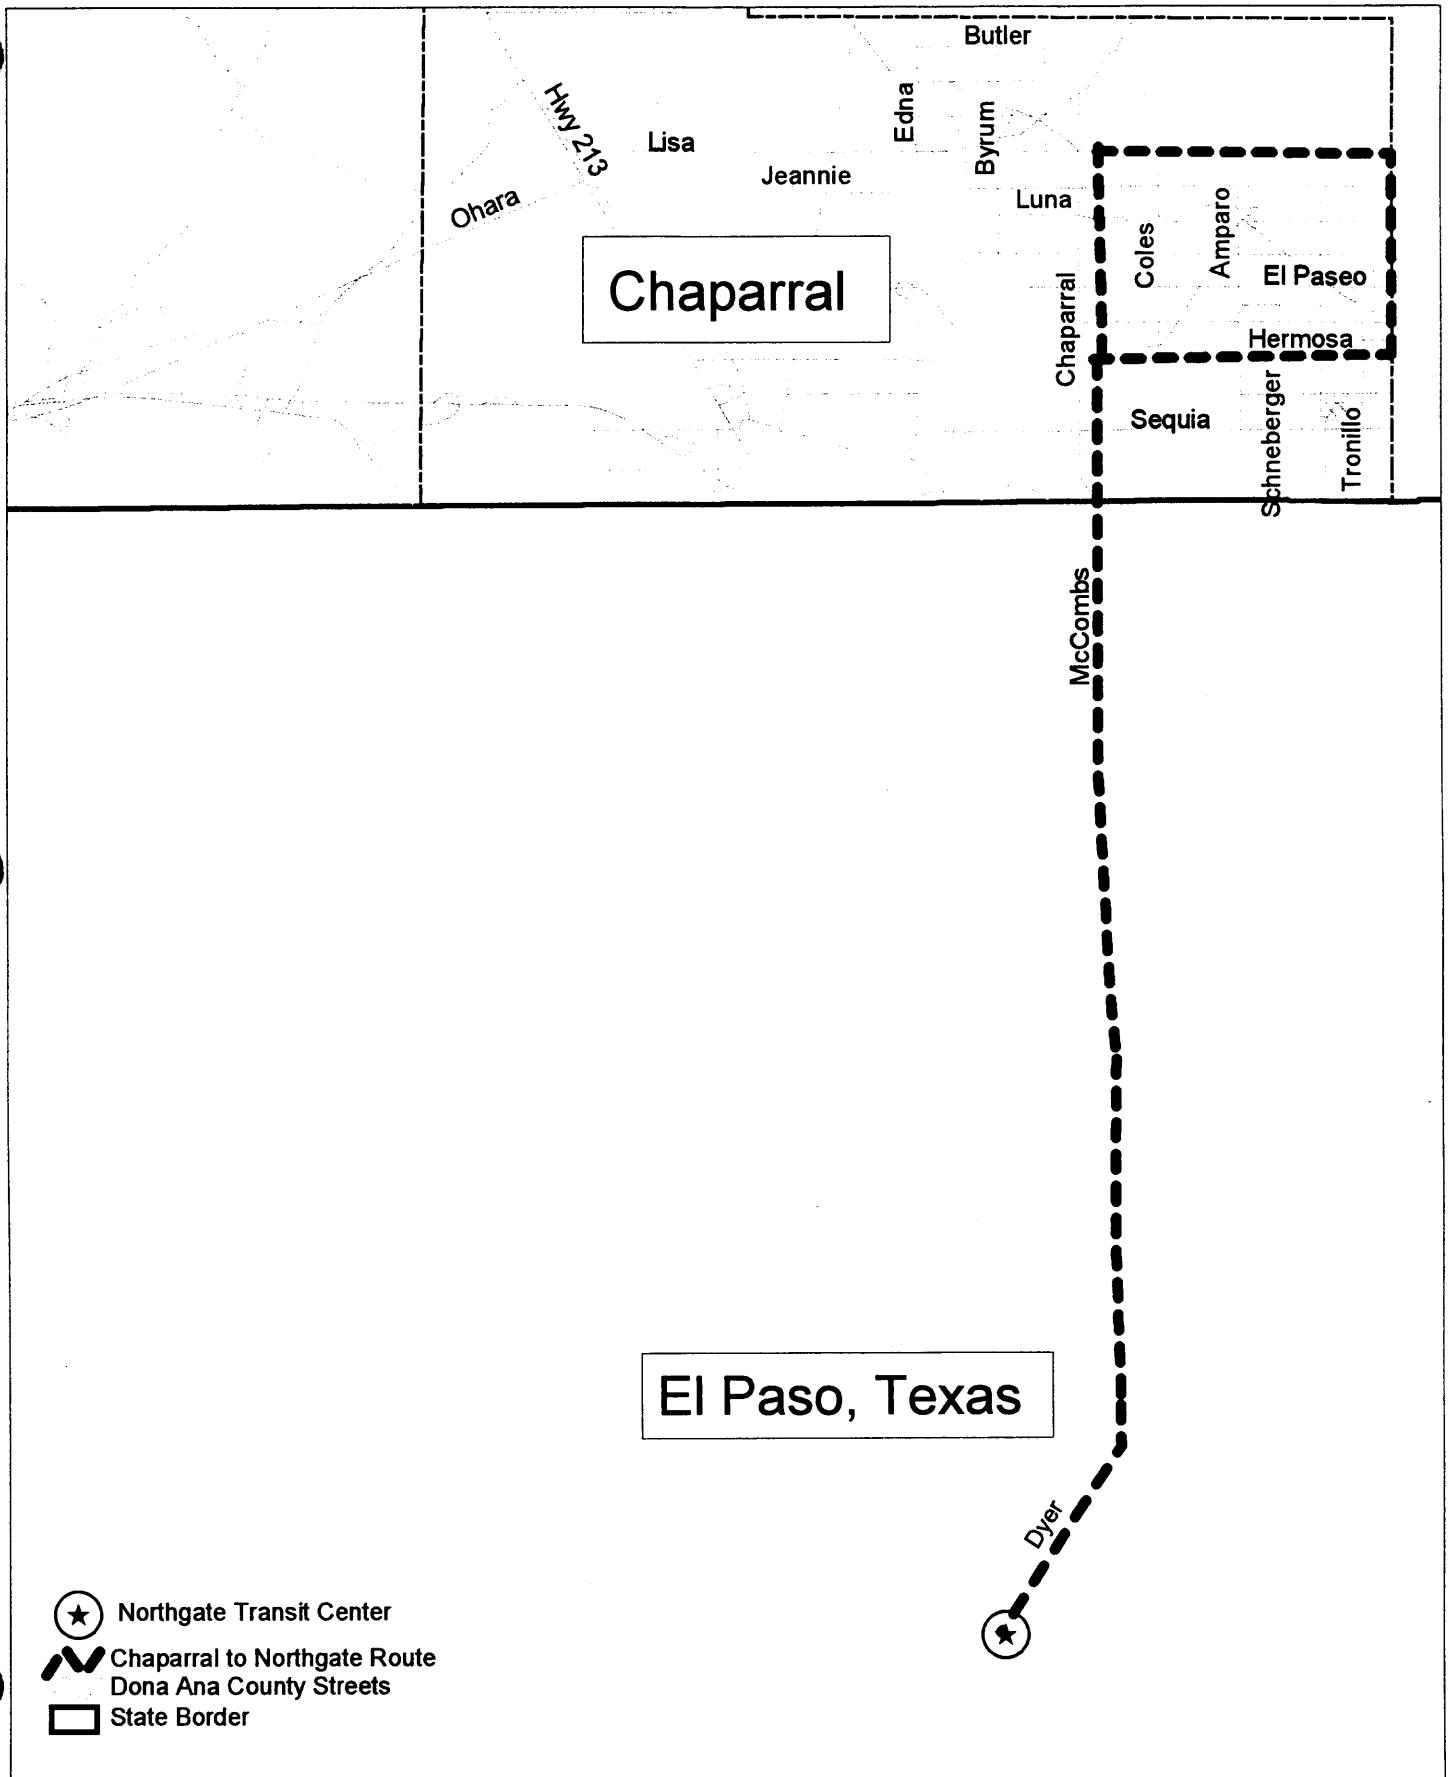 Butler
Edna
Byrum
Hwy 213
Lisa
Jeannie
Ohara
Luna
Coles
Amparo
El Paseo
Chaparral
Chaparral
Hermosa
Sequia
Schneberger
Tronillo
McCombs
El Paso, Texas
Dyer
Northgate Transit Center
Chaparral to Northgate Route
Dona Ana County Streets
State Border